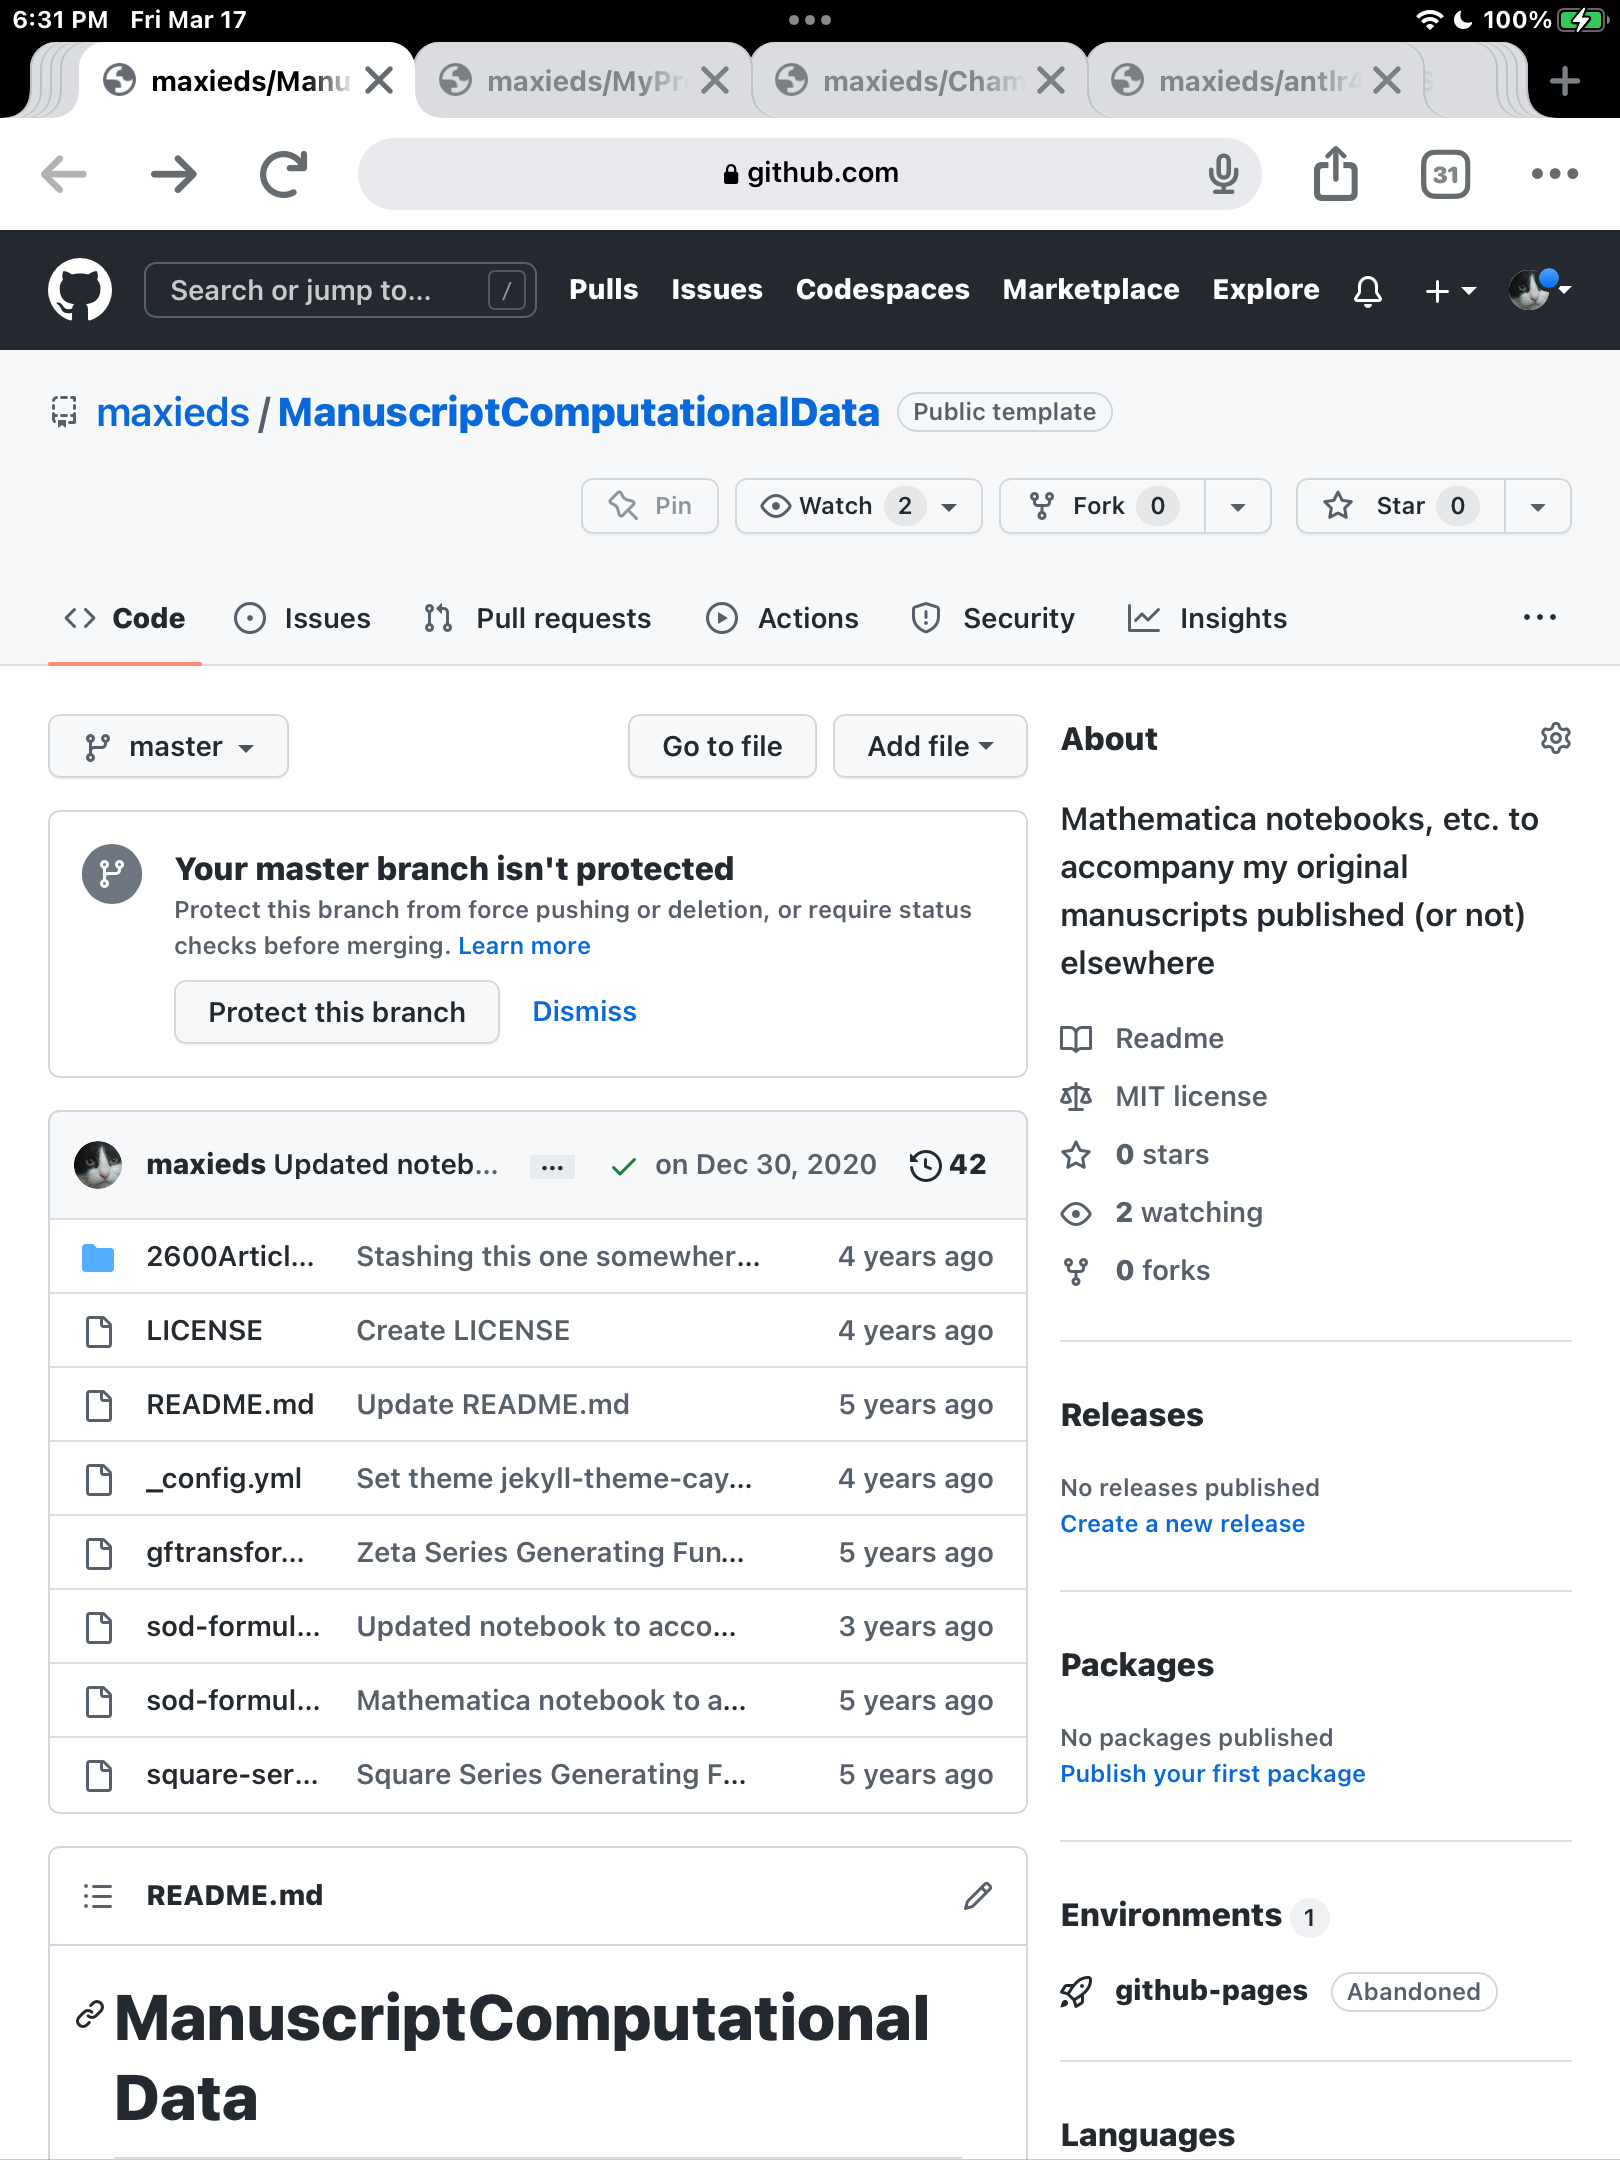 6:31 PM Fri Mar 17
100%
maxieds/Manu
maxieds/MyPr
maxieds/Cham
maxieds/antlr4
github.com
31
Search or jump to... /
Pulls Issues Codespaces Marketplace Explore
maxieds / ManuscriptComputationalData Public template
Pin Watch 2 Fork 0 Star 0
Code Issues Pull requests Actions Security Insights
master Go to file Add file
Your master branch isn't protected
Protect this branch from force pushing or deletion, or require status
checks before merging. Learn more
Protect this branch Dismiss
maxieds Updated noteb... ... on Dec 30, 2020 42
2600Articl... Stashing this one somewher... 4 years ago
LICENSE Create LICENSE 4 years ago
README.md Update README.md 5 years ago
_config.yml Set theme jekyll-theme-cay... 4 years ago
gftransfor... Zeta Series Generating Fun... 5 years ago
sod-formul... Updated notebook to acco... 3 years ago
sod-formul... Mathematica notebook to a... 5 years ago
square-ser... Square Series Generating F... 5 years ago
README.md
ManuscriptComputational
Data
About
Mathematica notebooks, etc. to
accompany my original
manuscripts published (or not)
elsewhere
Readme
MIT license
0 stars
2 watching
0 forks
Releases
No releases published
Create a new release
Packages
No packages published
Publish your first package
Environments 1
github-pages Abandoned
Languages